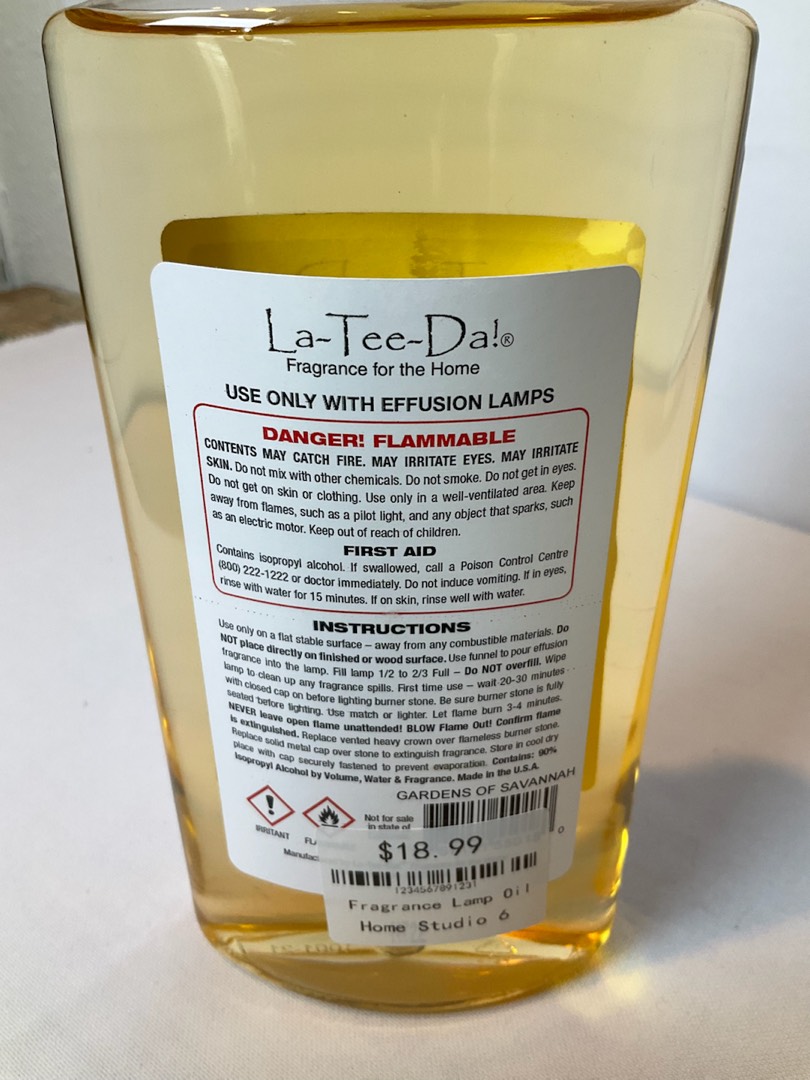 La-Tee-Da!®
Fragrance for the Home
USE ONLY WITH EFFUSION LAMPS
DANGER! FLAMMABLE
CONTENTS MAY CATCH FIRE. MAY IRRITATE EYES. MAY IRRITATE
SKIN. Do not mix with other chemicals. Do not smoke. Do not get in eyes.
Do not get on skin or clothing. Use only in a well-ventilated area. Keep
away from flames, such as a pilot light, and any object that sparks, such
as an electric motor. Keep out of reach of children.
FIRST AID
Contains isopropyl alcohol. If swallowed, call a Poison Control Centre
(800) 222-1222 or doctor immediately. Do not induce vomiting. If in eyes,
rinse with water for 15 minutes. If on skin, rinse well with water.
INSTRUCTIONS
Use only on a flat stable surface – away from any combustible materials. Do
NOT place directly on finished or wood surface. Use funnel to pour effusion
fragrance into the lamp. Fill lamp 1/2 to 2/3 Full – Do NOT overfill. Wipe
lamp to clean up any fragrance spills. First time use – wait 20-30 minutes
with closed cap on before lighting burner stone. Be sure burner stone is fully
seated before lighting. Use match or lighter. Let flame burn 3-4 minutes.
NEVER leave open flame unattended! BLOW Flame Out! Confirm flame
is extinguished. Replace vented heavy crown over flameless burner stone.
Replace solid metal cap over stone to extinguish fragrance. Store in cool dry
place with cap securely fastened to prevent evaporation. Contains: 90%
Isopropyl Alcohol by Volume, Water & Fragrance. Made in the U.S.A.
GARDENS OF SAVANNAH
IRRITANT
Not for sale
in state of
0
$18.99
1234567891231
Fragrance Lamp Oil
Home Studio 6